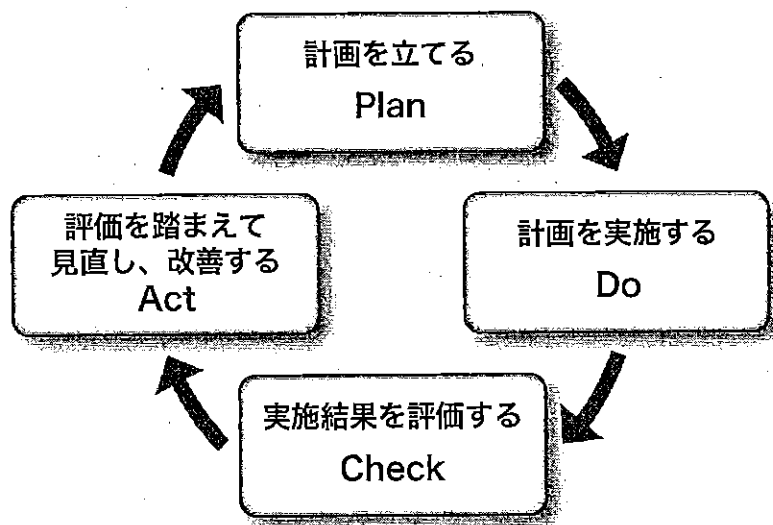 計画を立てる
Plan
計画を実施する
Do
実施結果を評価する
Check
評価を踏まえて
見直し、改善する
Act